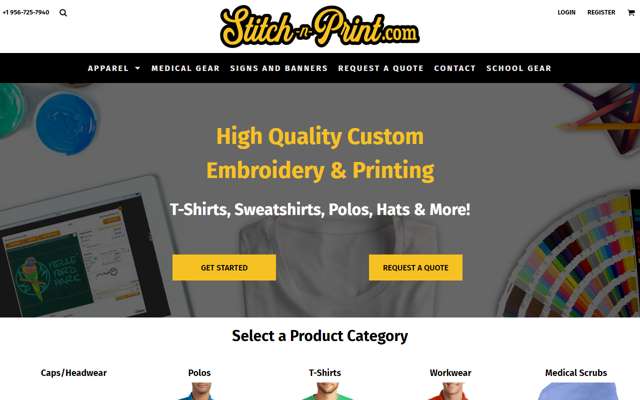 +1 956-725-7940
LOGIN
REGISTER
Stitch-n-Print.com
APPAREL
MEDICAL GEAR
SIGNS AND BANNERS
REQUEST A QUOTE
CONTACT
SCHOOL GEAR
High Quality Custom
Embroidery & Printing
T-Shirts, Sweatshirts, Polos, Hats & More!
GET STARTED
REQUEST A QUOTE
Select a Product Category
Caps/Headwear
Polos
T-Shirts
Workwear
Medical Scrubs